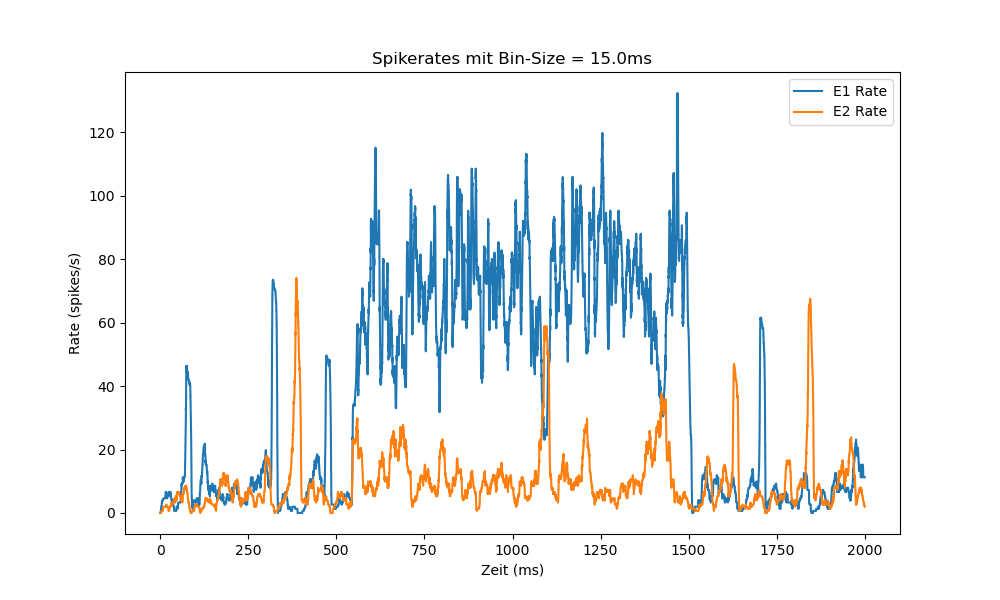 Spikerates mit Bin-Size = 15.0ms
E1 Rate
E2 Rate
Rate (spikes/s)
120
100
80
60
40
20
0
0 250 500 750 1000 1250 1500 1750 2000
Zeit (ms)